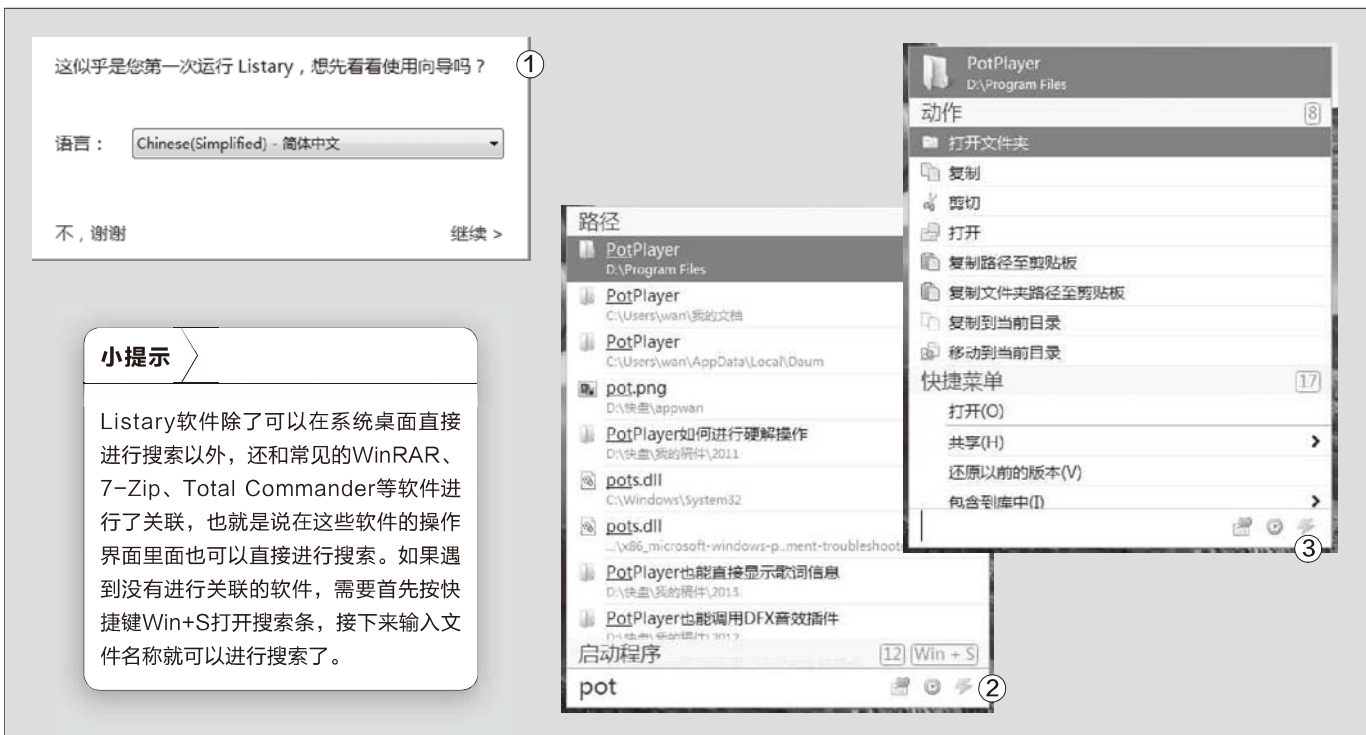 这似乎是您第一次运行 Listary，想先看看使用向导吗？
①
语言：
Chinese(Simplified) - 简体中文
不，谢谢
继续 >
小提示
Listary软件除了可以在系统桌面直接
进行搜索以外，还和常见的WinRAR、
7-Zip、Total Commander等软件进
行了关联，也就是说在这些软件的操作
界面里面也可以直接进行搜索。如果遇
到没有进行关联的软件，需要首先按快
捷键Win+S打开搜索条，接下来输入文
件名称就可以进行搜索了。
路径
PotPlayer
D:\Program Files
PotPlayer
C:\Users\wan\我的文档
PotPlayer
C:\Users\wan\AppData\Local\Daum
pot.png
D:\快盘\appwan
PotPlayer如何进行硬解操作
D:\快盘\我的稿件\2011
pots.dll
C:\Windows\System32
pots.dll
...\x86_microsoft-windows-p...ment-troubleshoot
PotPlayer也能直接显示歌词信息
D:\快盘\我的稿件\2013
PotPlayer也能调用DFX音效插件
D:\快盘\我的稿件\2012
启动程序
12 Win + S
pot
②
PotPlayer
D:\Program Files
动作
8
打开文件夹
复制
剪切
打开
复制路径至剪贴板
复制文件夹路径至剪贴板
复制到当前目录
移动到当前目录
快捷菜单
17
打开(O)
共享(H)
还原以前的版本(V)
包含到库中(I)
③